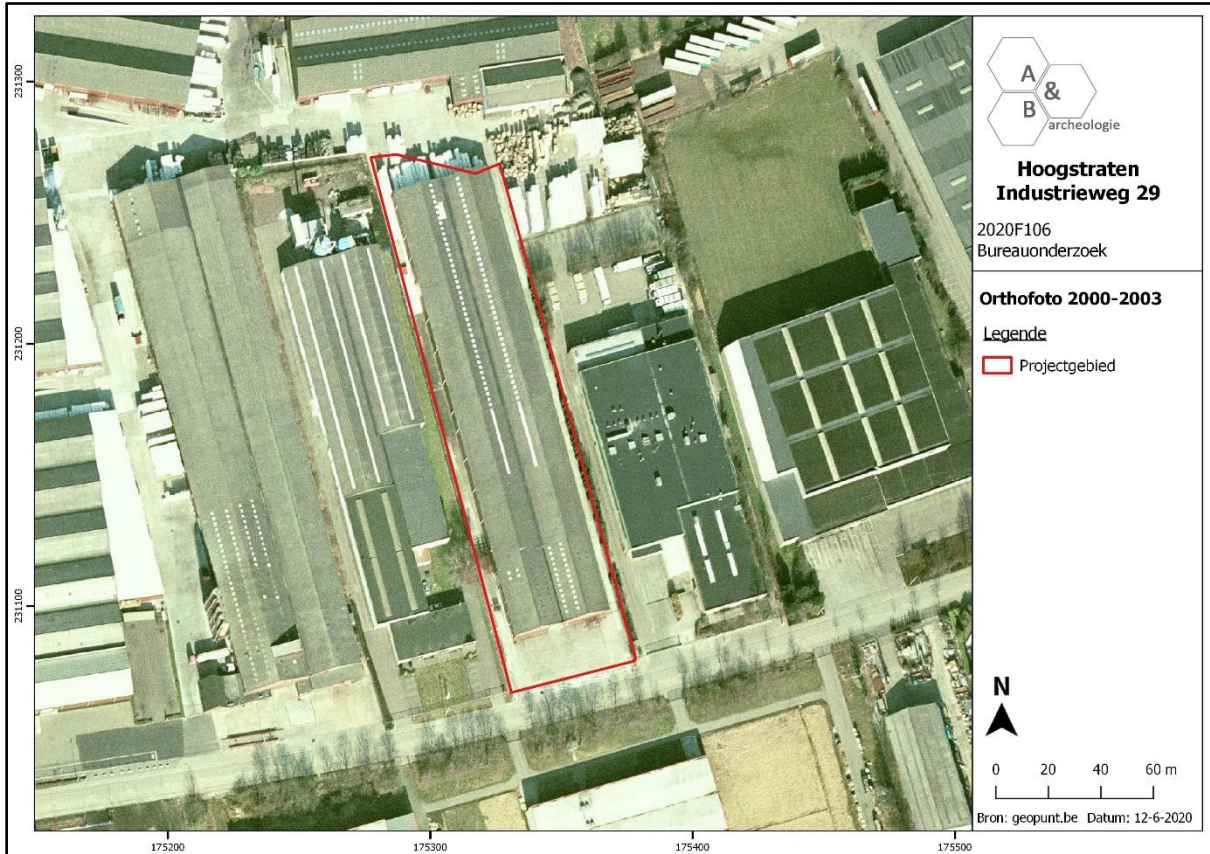 A
&
B
archeologie
Hoogstraten
Industrieweg 29
2020F106
Bureauonderzoek
Orthofoto 2000-2003
Legende
Projectgebied
N
0 20 40 60 m
Bron: geopunt.be Datum: 12-6-2020
231300
231200
231100
175200 175300 175400 175500